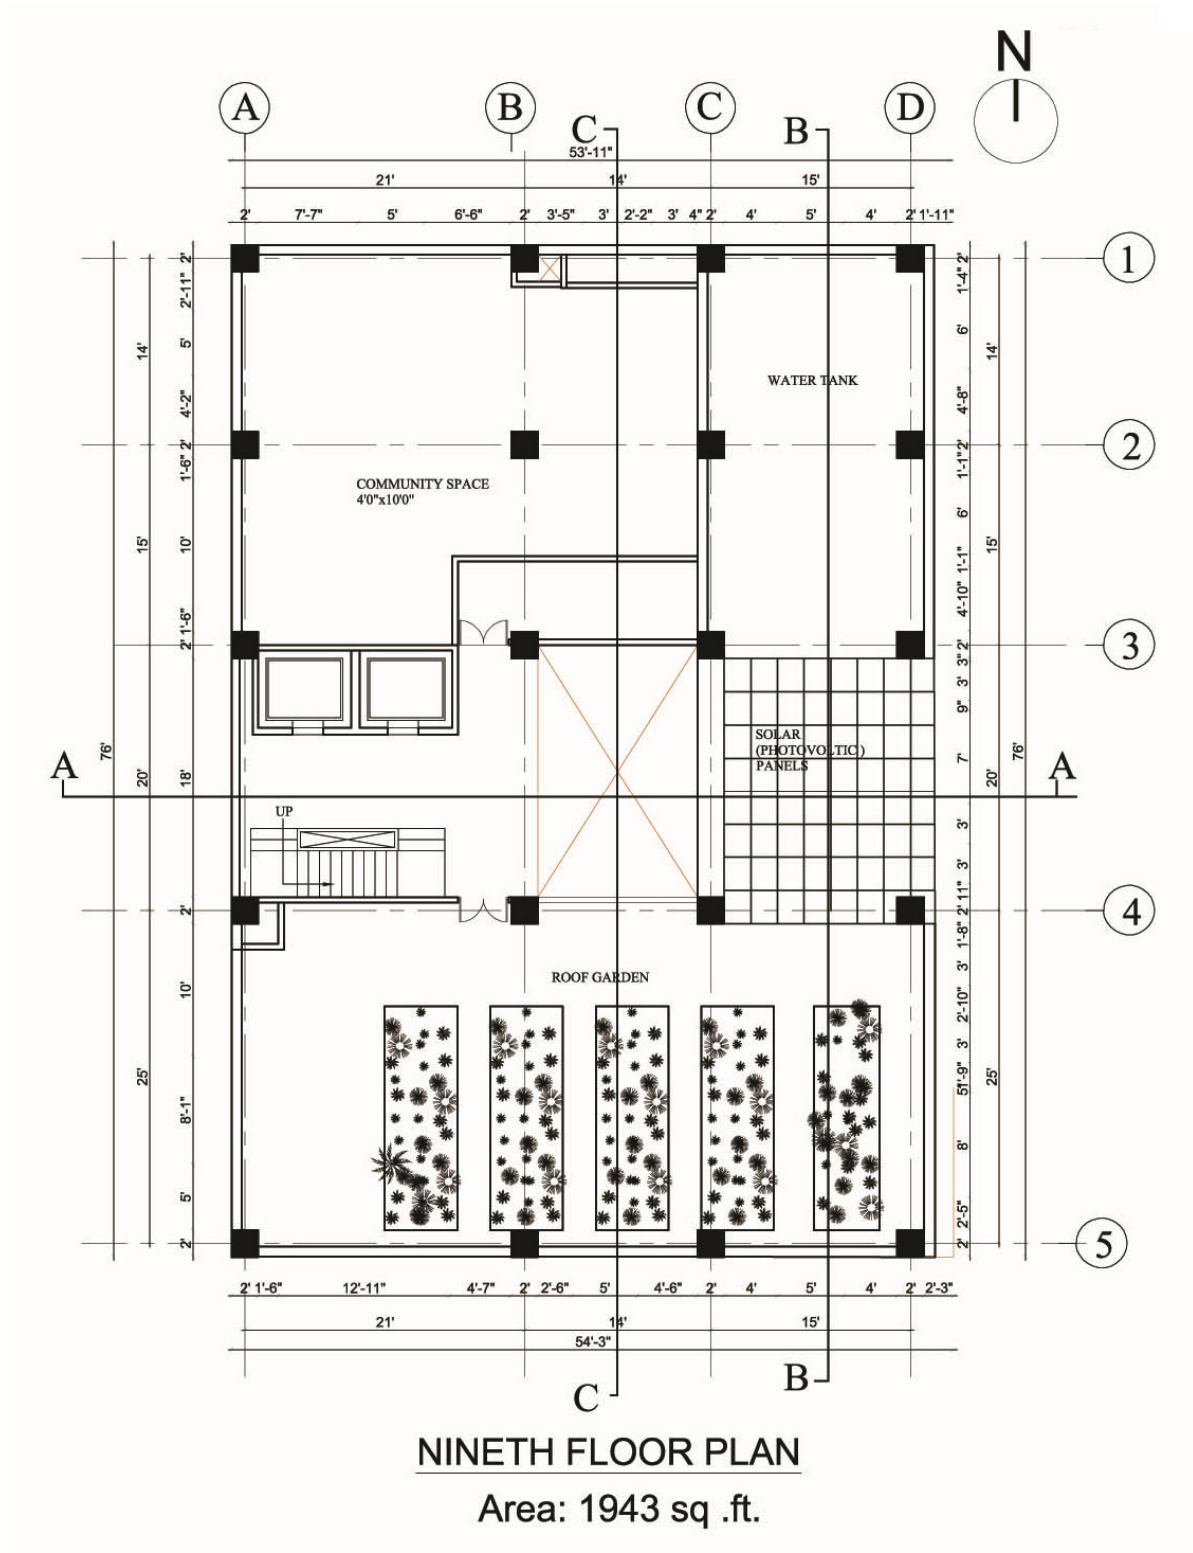 N
A
B
C
D
C
B
53'-11"
21'
14'
15'
2' 7'-7" 5' 6'-6" 2' 3'-5" 3' 2'-2" 3' 4" 2' 4' 5' 4' 2' 1'-11"
1
2
3
4
5
2'
2'-11"
5'
4'-2"
2'
1'-6"
10'
1'-6"
2'
18'
2'
10'
8'-1"
5'
2'
14'
15'
20'
25'
76'
WATER TANK
COMMUNITY SPACE
4'0"x10'0"
SOLAR
(PHOTOVOLTIC)
PANELS
A
A
UP
ROOF GARDEN
2'
1'-4"
6'
4'-8"
2'
1'-1"
6'
1'-1"
4'-10"
2'
3"
3'
9"
7'
3'
3'
11"
2'
1'-8"
3'
2'-10"
3'
8'
2'-5"
2'
14'
15'
20'
25'
76'
2' 1'-6" 12'-11" 4'-7" 2' 2'-6" 5' 4'-6" 2' 4' 5' 4' 2' 2'-3"
21'
14'
15'
54'-3"
C
B
NINETH FLOOR PLAN
Area: 1943 sq .ft.